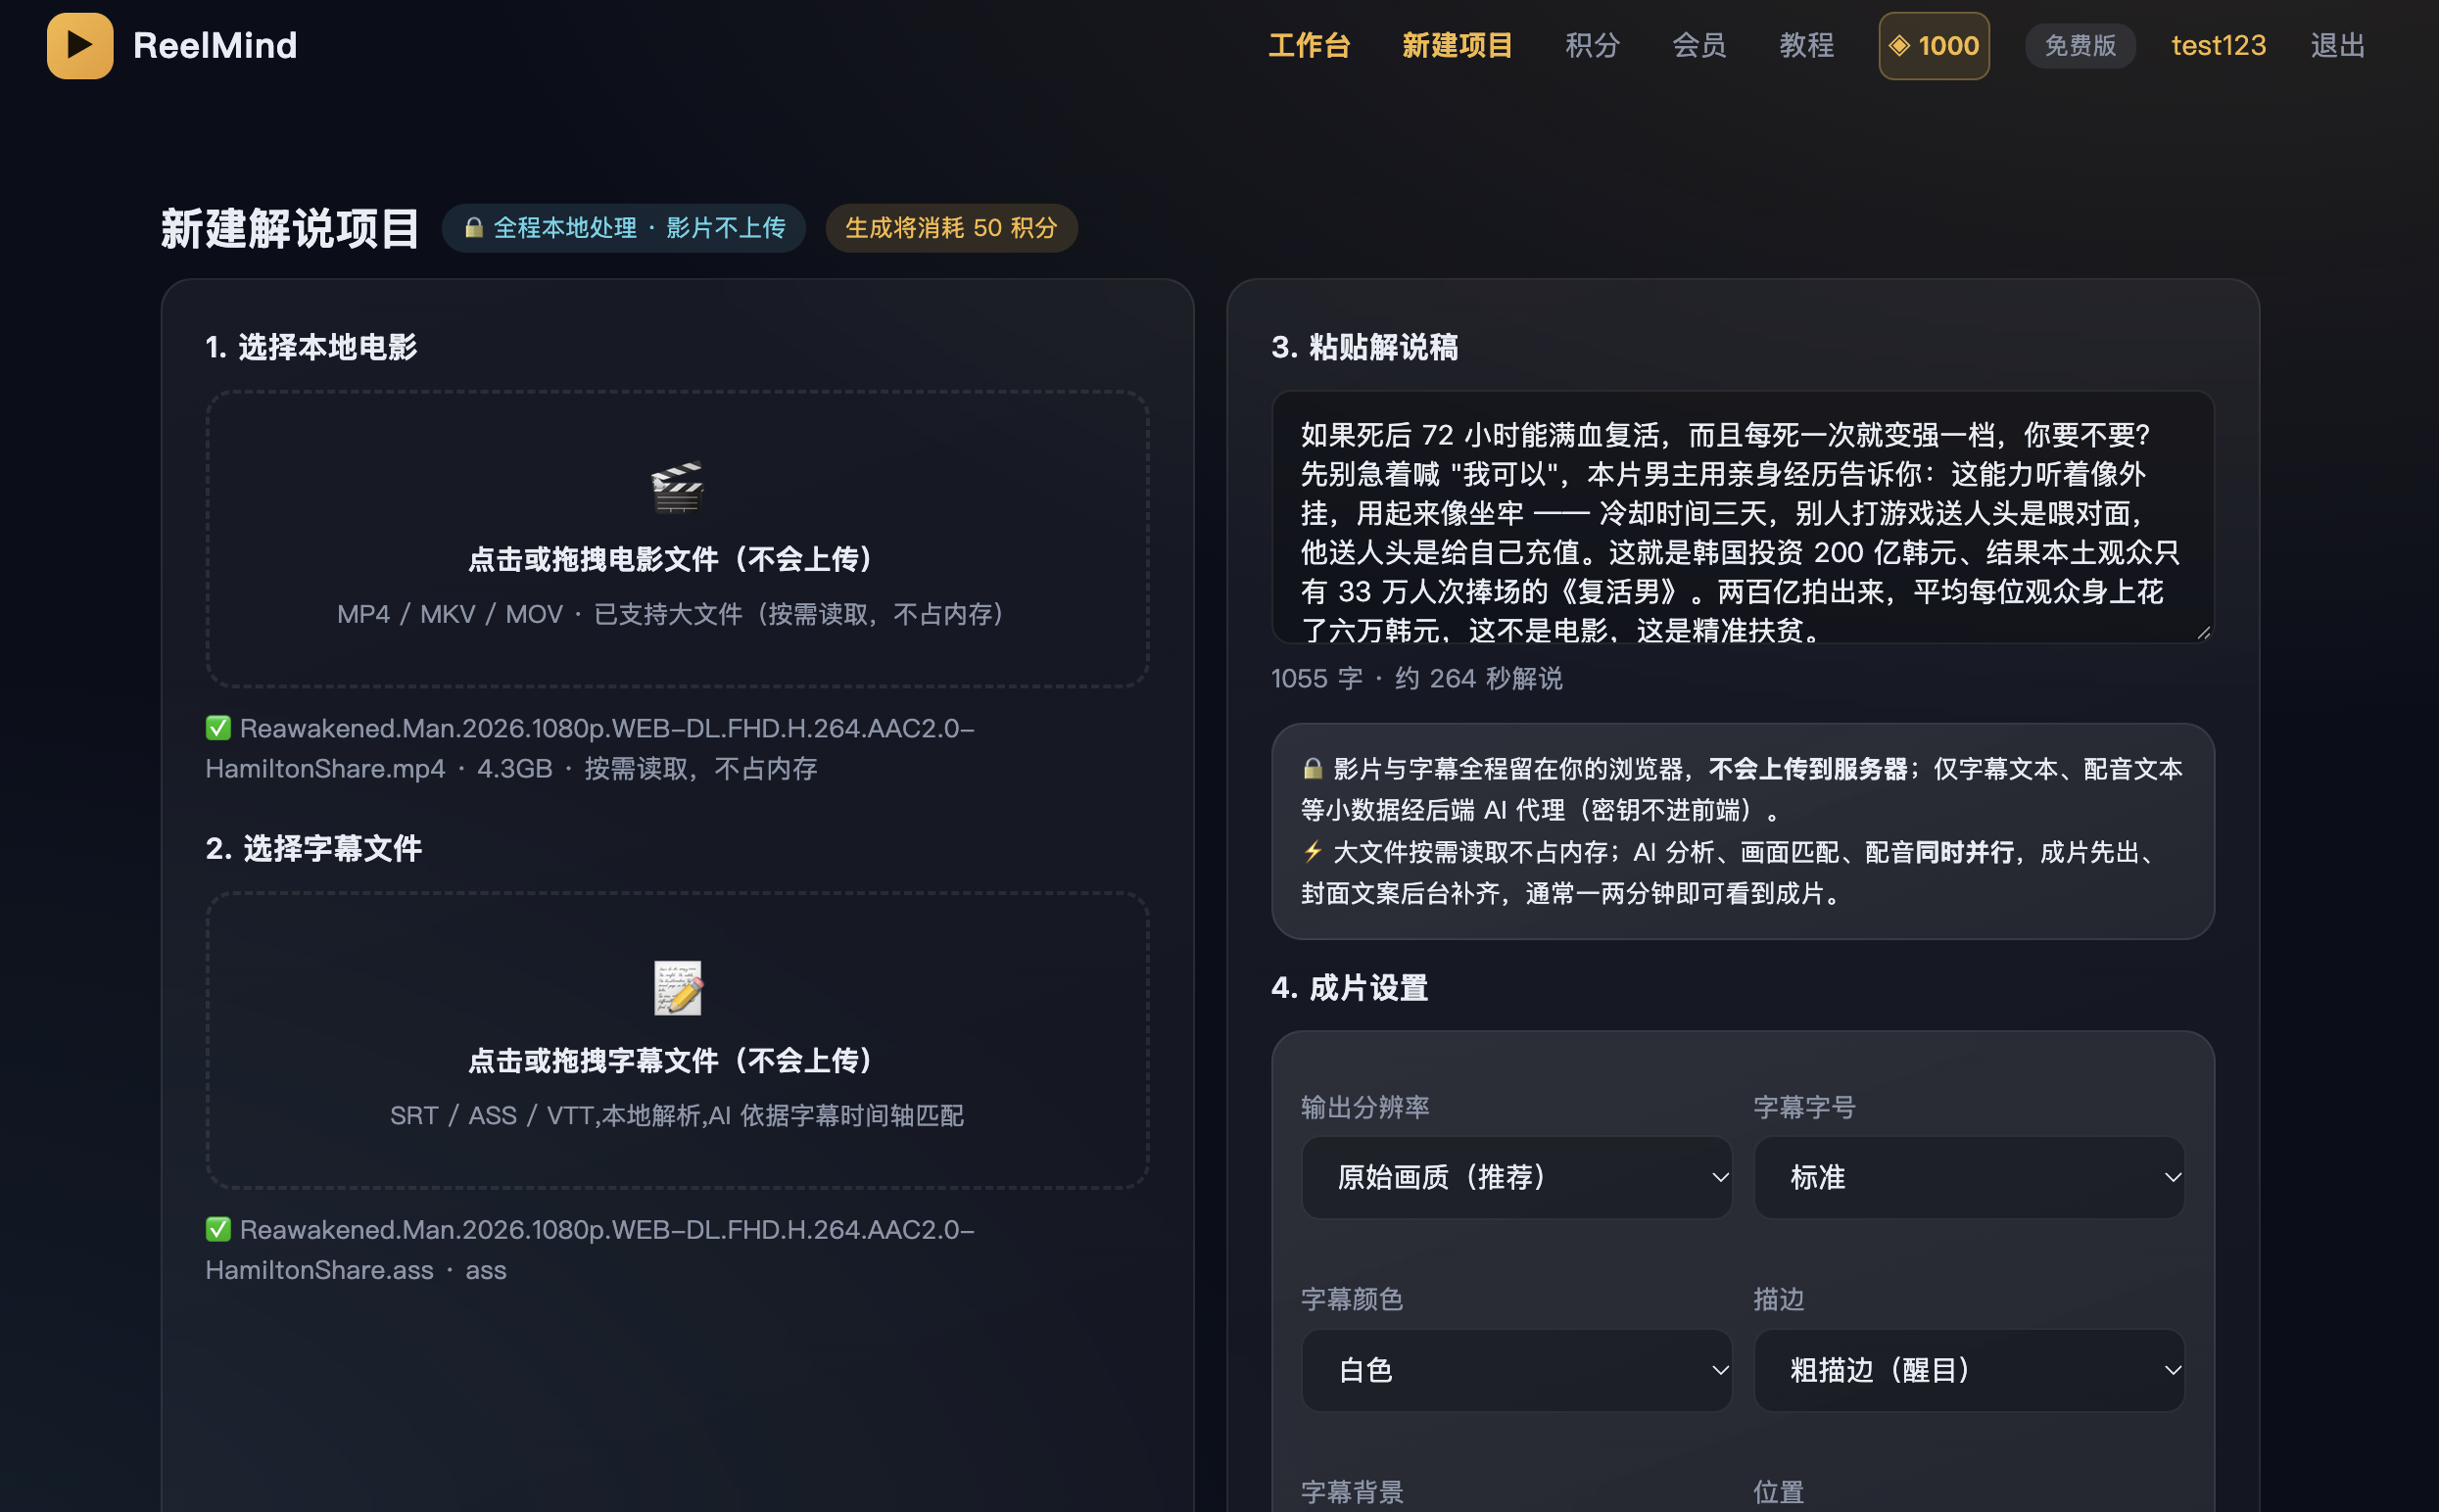 ReelMind
工作台 新建项目 积分 会员 教程 1000 免费版 test123 退出
新建解说项目 全程本地处理 · 影片不上传 生成将消耗 50 积分
1. 选择本地电影
点击或拖拽电影文件（不会上传）
MP4 / MKV / MOV · 已支持大文件（按需读取，不占内存）
Reawakened.Man.2026.1080p.WEB-DL.FHD.H.264.AAC2.0-
HamiltonShare.mp4 · 4.3GB · 按需读取，不占内存
2. 选择字幕文件
点击或拖拽字幕文件（不会上传）
SRT / ASS / VTT,本地解析,AI 依据字幕时间轴匹配
Reawakened.Man.2026.1080p.WEB-DL.FHD.H.264.AAC2.0-
HamiltonShare.ass · ass
3. 粘贴解说稿
如果死后 72 小时能满血复活，而且每死一次就变强一档，你要不要？
先别急着喊 "我可以"，本片男主用亲身经历告诉你：这能力听着像外
挂，用起来像坐牢 —— 冷却时间三天，别人打游戏送人头是喂对面，
他送人头是给自己充值。这就是韩国投资 200 亿韩元、结果本土观众只
有 33 万人次捧场的《复活男》。两百亿拍出来，平均每位观众身上花
了六万韩元，这不是电影，这是精准扶贫。
1055 字 · 约 264 秒解说
影片与字幕全程留在你的浏览器，不会上传到服务器；仅字幕文本、配音文本
等小数据经后端 AI 代理（密钥不进前端）。
大文件按需读取不占内存；AI 分析、画面匹配、配音同时并行，成片先出、
封面文案后台补齐，通常一两分钟即可看到成片。
4. 成片设置
输出分辨率 字幕字号
原始画质（推荐） 标准
字幕颜色 描边
白色 粗描边（醒目）
字幕背景 位置